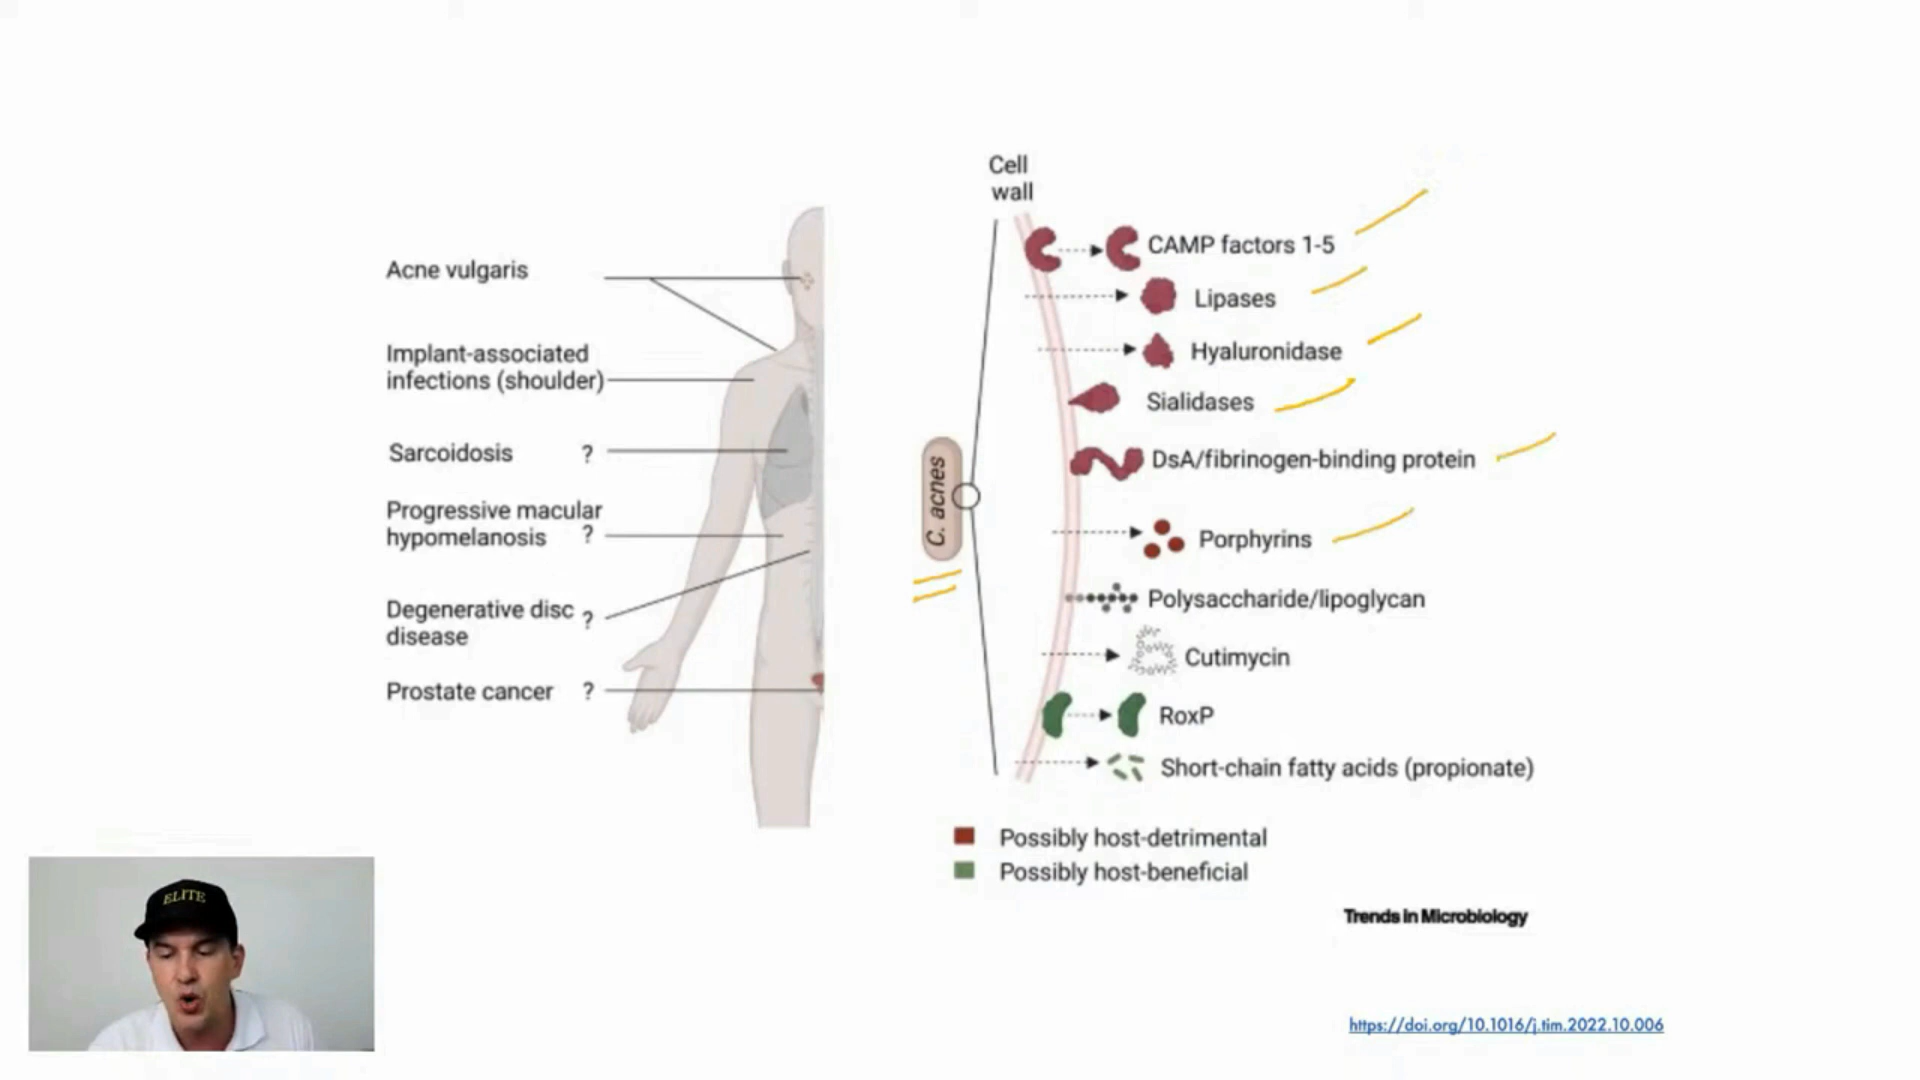 Acne vulgaris
Implant-associated
infections (shoulder)
Sarcoidosis ?
Progressive macular
hypomelanosis ?
Degenerative disc ?
disease
Prostate cancer ?
Cell
wall
C. acnes
CAMP factors 1-5
Lipases
Hyaluronidase
Sialidases
DsA/fibrinogen-binding protein
Porphyrins
Polysaccharide/lipoglycan
Cutimycin
RoxP
Short-chain fatty acids (propionate)
Possibly host-detrimental
Possibly host-beneficial
Trends in Microbiology
https://doi.org/10.1016/j.tim.2022.10.006
ELITE